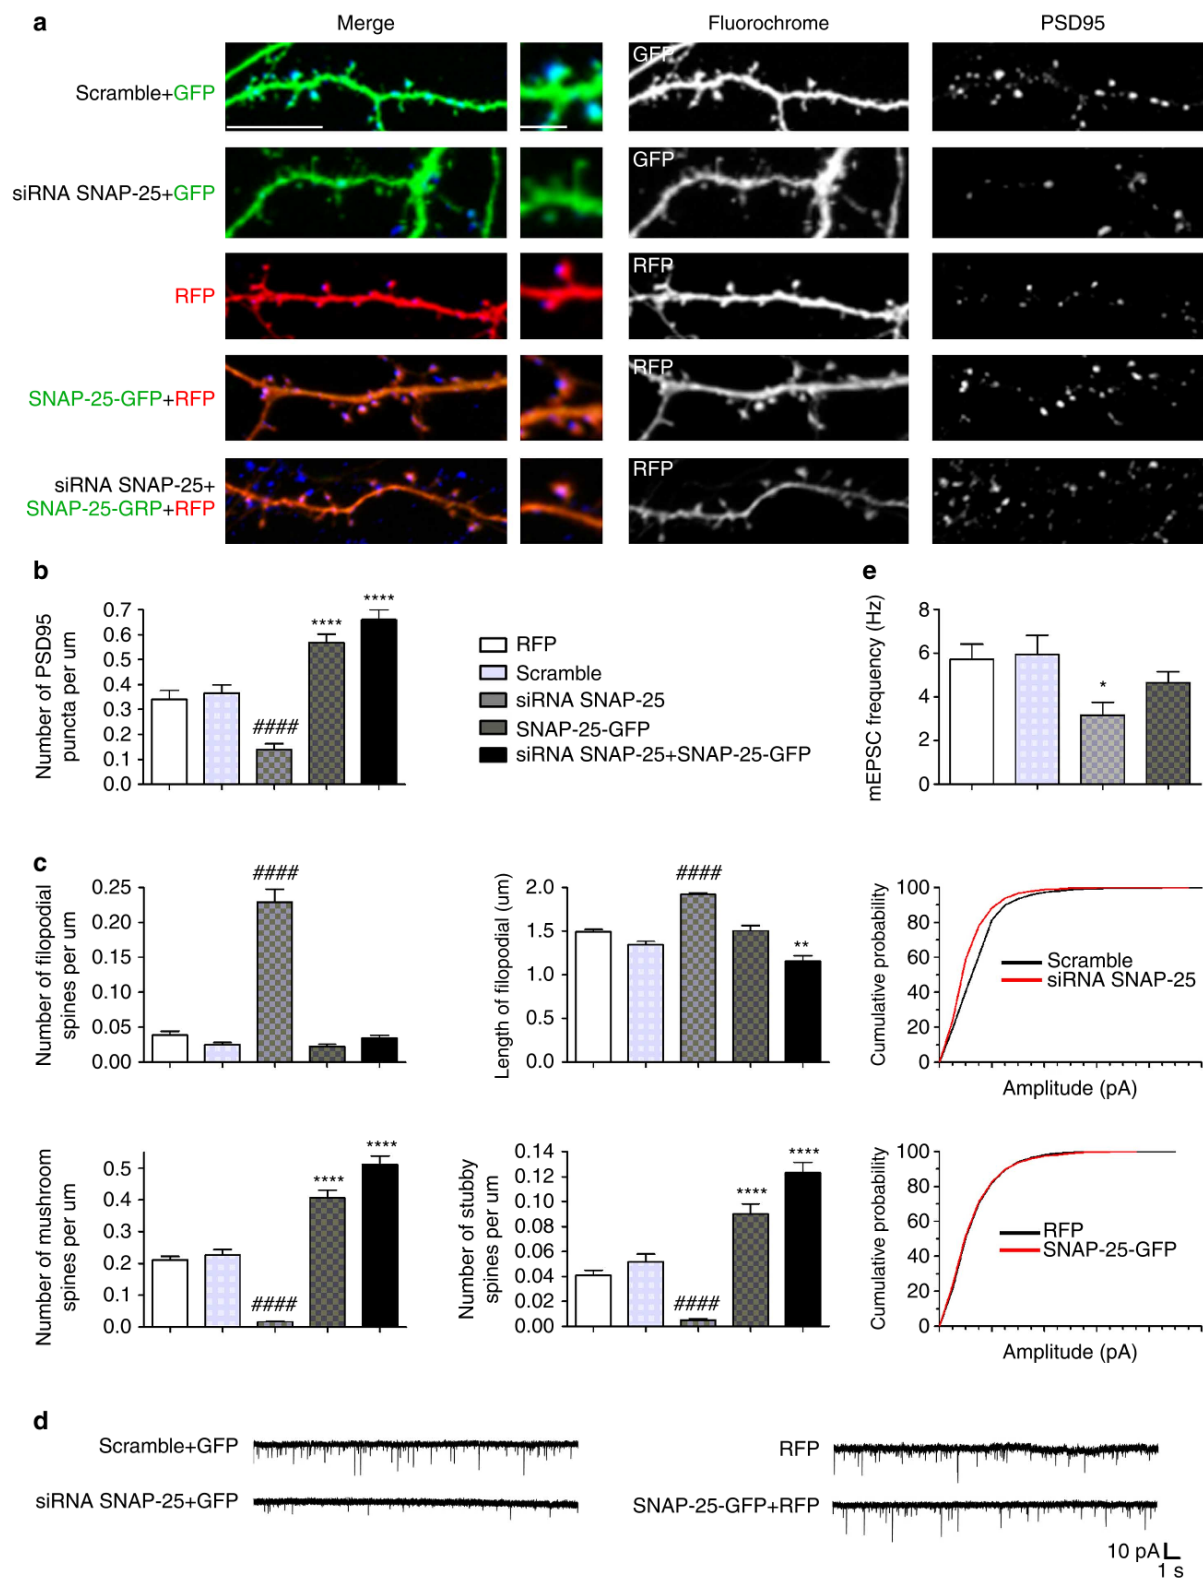 a
Merge
Fluorochrome
PSD95
Scramble+GFP
GFP
siRNA SNAP-25+GFP
GFP
RFP
RFP
SNAP-25-GFP+RFP
RFP
siRNA SNAP-25+
SNAP-25-GRP+RFP
RFP
b
Number of PSD95
puncta per um
0.7
0.6
0.5
0.4
0.3
0.2
0.1
0.0
####
****
****
RFP
Scramble
siRNA SNAP-25
SNAP-25-GFP
siRNA SNAP-25+SNAP-25-GFP
e
mEPSC frequency (Hz)
8
6
4
2
0
*
c
Number of filopodial
spines per um
0.25
0.20
0.15
0.10
0.05
0.00
####
Length of filopodial (um)
2.0
1.5
1.0
0.5
0.0
####
**
Cumulative probability
100
80
60
40
20
0
Scramble
siRNA SNAP-25
Amplitude (pA)
Number of mushroom
spines per um
0.5
0.4
0.3
0.2
0.1
0.0
####
****
****
Number of stubby
spines per um
0.14
0.12
0.10
0.08
0.06
0.04
0.02
0.00
####
****
****
Cumulative probability
100
80
60
40
20
0
RFP
SNAP-25-GFP
Amplitude (pA)
d
Scramble+GFP
siRNA SNAP-25+GFP
RFP
SNAP-25-GFP+RFP
10 pA
1 s